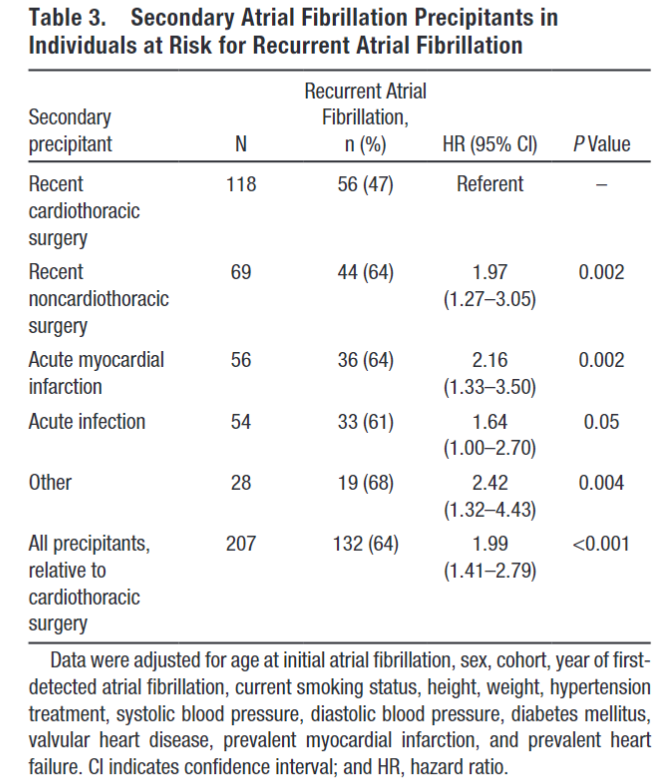 Table 3. Secondary Atrial Fibrillation Precipitants in
Individuals at Risk for Recurrent Atrial Fibrillation
Secondary precipitant N Recurrent Atrial Fibrillation, n (%) HR (95% CI) P Value
Recent cardiothoracic surgery 118 56 (47) Referent –
Recent noncardiothoracic surgery 69 44 (64) 1.97 (1.27–3.05) 0.002
Acute myocardial infarction 56 36 (64) 2.16 (1.33–3.50) 0.002
Acute infection 54 33 (61) 1.64 (1.00–2.70) 0.05
Other 28 19 (68) 2.42 (1.32–4.43) 0.004
All precipitants, relative to cardiothoracic surgery 207 132 (64) 1.99 (1.41–2.79) <0.001
Data were adjusted for age at initial atrial fibrillation, sex, cohort, year of first-
detected atrial fibrillation, current smoking status, height, weight, hypertension
treatment, systolic blood pressure, diastolic blood pressure, diabetes mellitus,
valvular heart disease, prevalent myocardial infarction, and prevalent heart
failure. CI indicates confidence interval; and HR, hazard ratio.